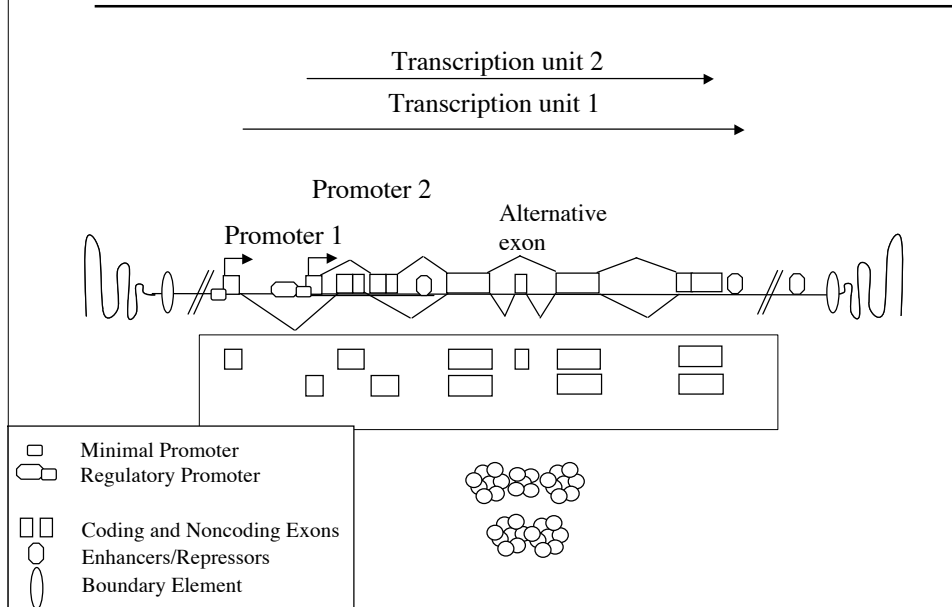 Transcription unit 2
Transcription unit 1
Promoter 2
Alternative
exon
Promoter 1
Minimal Promoter
Regulatory Promoter
Coding and Noncoding Exons
Enhancers/Repressors
Boundary Element